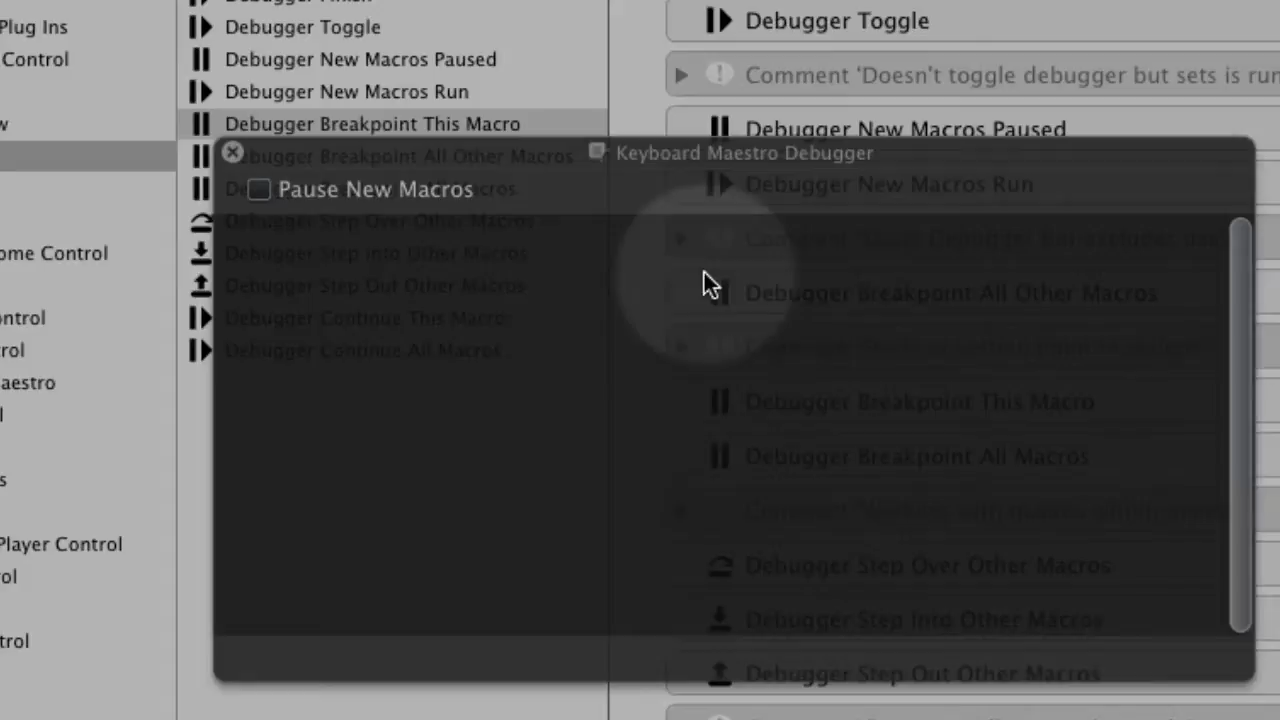 Plug Ins
Control
w
ome Control
ontrol
rol
aestro
l
s
Player Control
ol
trol
Debugger Toggle
Debugger New Macros Paused
Debugger New Macros Run
Debugger Breakpoint This Macro
Debugger Breakpoint All Other Macros
Debugger Step Over Other Macros
Debugger Step Into Other Macros
Debugger Step Out Other Macros
Debugger Continue This Macro
Debugger Continue All Macros
Keyboard Maestro Debugger
Pause New Macros
Debugger Toggle
Comment 'Doesn't toggle debugger but sets is run
Debugger New Macros Paused
Debugger New Macros Run
Debugger Breakpoint All Other Macros
Debugger Breakpoint This Macro
Debugger Breakpoint All Macros
Debugger Step Over Other Macros
Debugger Step Into Other Macros
Debugger Step Out Other Macros